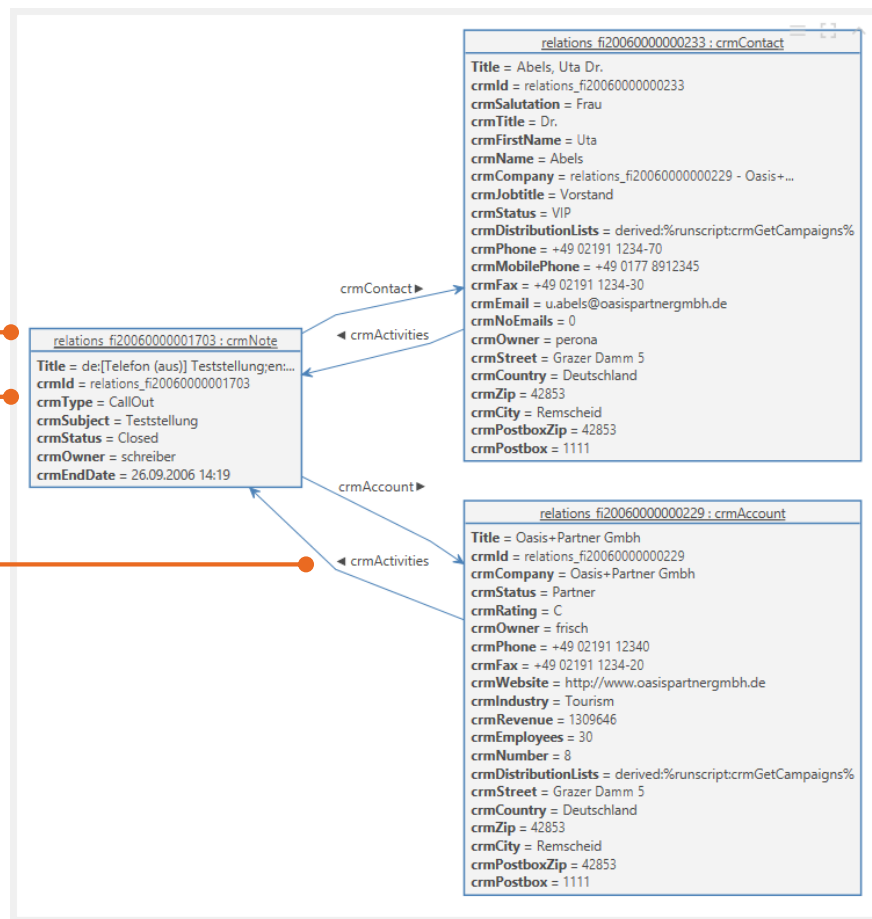 relations_fi20060000000233 : crmContact
Title = Abels, Uta Dr.
crmId = relations_fi20060000000233
crmSalutation = Frau
crmTitle = Dr.
crmFirstName = Uta
crmName = Abels
crmCompany = relations_fi20060000000229 - Oasis+...
crmJobtitle = Vorstand
crmStatus = VIP
crmDistributionLists = derived:%runscript:crmGetCampaigns%
crmPhone = +49 02191 1234-70
crmMobilePhone = +49 0177 8912345
crmFax = +49 02191 1234-30
crmEmail = u.abels@oasispartnergmbh.de
crmNoEmails = 0
crmOwner = perona
crmStreet = Grazer Damm 5
crmCountry = Deutschland
crmZip = 42853
crmCity = Remscheid
crmPostboxZip = 42853
crmPostbox = 1111
crmContact►
◄ crmActivities
relations_fi20060000001703 : crmNote
Title = de:[Telefon (aus)] Teststellung;en:...
crmId = relations_fi20060000001703
crmType = CallOut
crmSubject = Teststellung
crmStatus = Closed
crmOwner = schreiber
crmEndDate = 26.09.2006 14:19
crmAccount►
◄ crmActivities
relations_fi20060000000229 : crmAccount
Title = Oasis+Partner Gmbh
crmId = relations_fi20060000000229
crmCompany = Oasis+Partner Gmbh
crmStatus = Partner
crmRating = C
crmOwner = frisch
crmPhone = +49 02191 12340
crmFax = +49 02191 1234-20
crmWebsite = http://www.oasispartnergmbh.de
crmIndustry = Tourism
crmRevenue = 1309646
crmEmployees = 30
crmNumber = 8
crmDistributionLists = derived:%runscript:crmGetCampaigns%
crmStreet = Grazer Damm 5
crmCountry = Deutschland
crmZip = 42853
crmCity = Remscheid
crmPostboxZip = 42853
crmPostbox = 1111